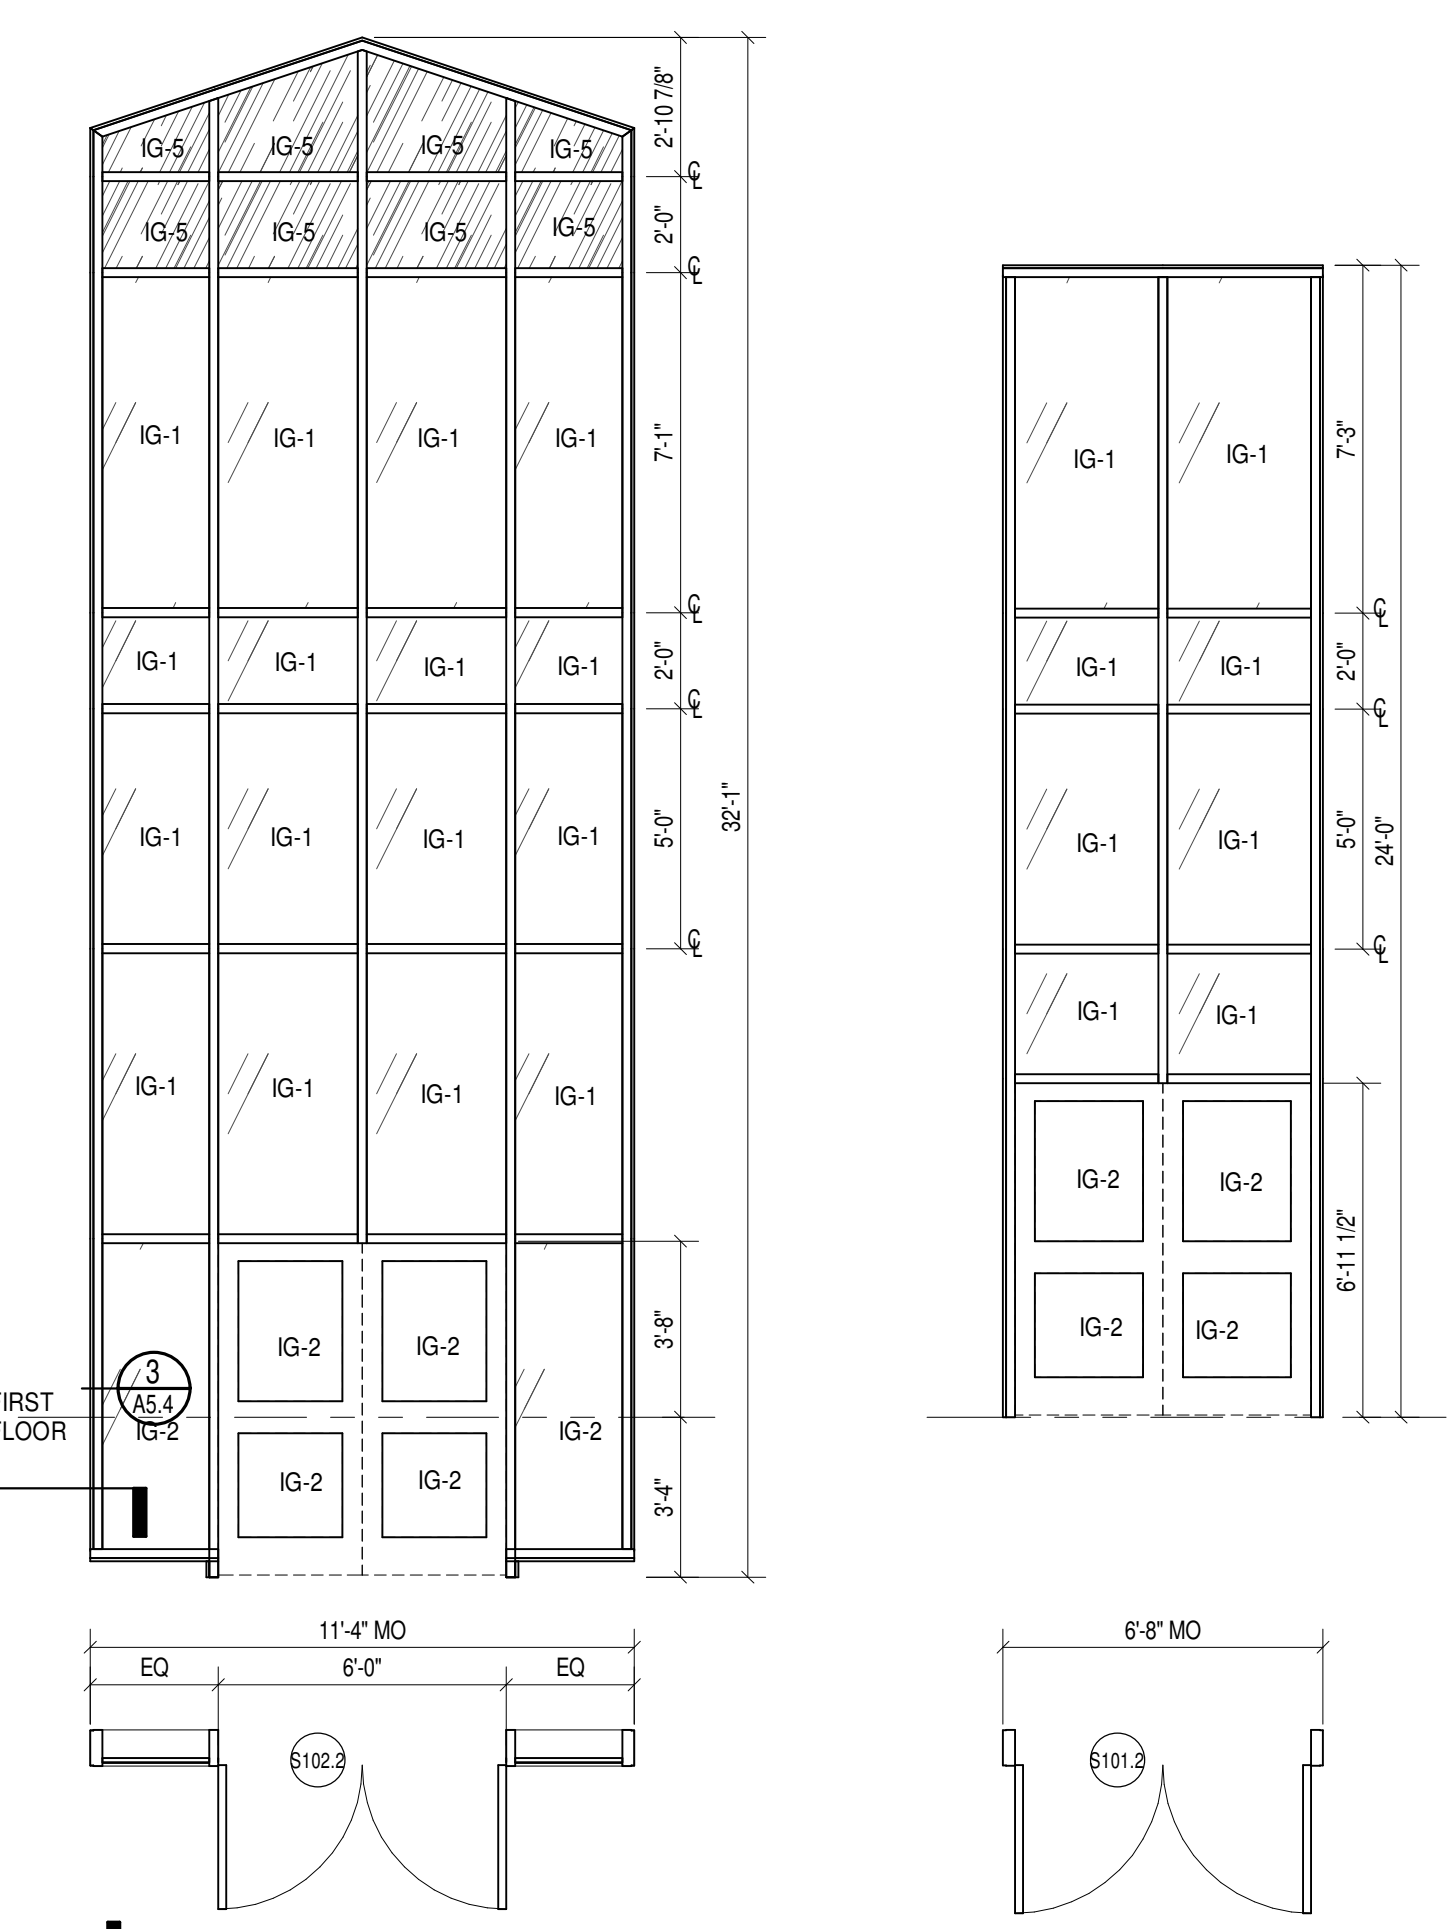 2'-10 7/8"
IG-5 IG-5 IG-5 IG-5
℄
2'-0"
IG-5 IG-5 IG-5 IG-5
℄
7'-1"
IG-1 IG-1 IG-1 IG-1
℄
2'-0"
IG-1 IG-1 IG-1 IG-1
℄
32'-1"
5'-0"
IG-1 IG-1 IG-1 IG-1
℄
IG-1 IG-1 IG-1 IG-1
3'-8"
IG-2 IG-2
3
A5.4
FIRST
FLOOR
IG-2 IG-2
IG-2 IG-2
3'-4"
11'-4" MO
EQ 6'-0" EQ
S102.2
7'-3"
IG-1 IG-1
℄
2'-0"
IG-1 IG-1
℄
5'-0"
24'-0"
IG-1 IG-1
℄
IG-1 IG-1
IG-2 IG-2
6'-11 1/2"
IG-2 IG-2
6'-8" MO
S101.2